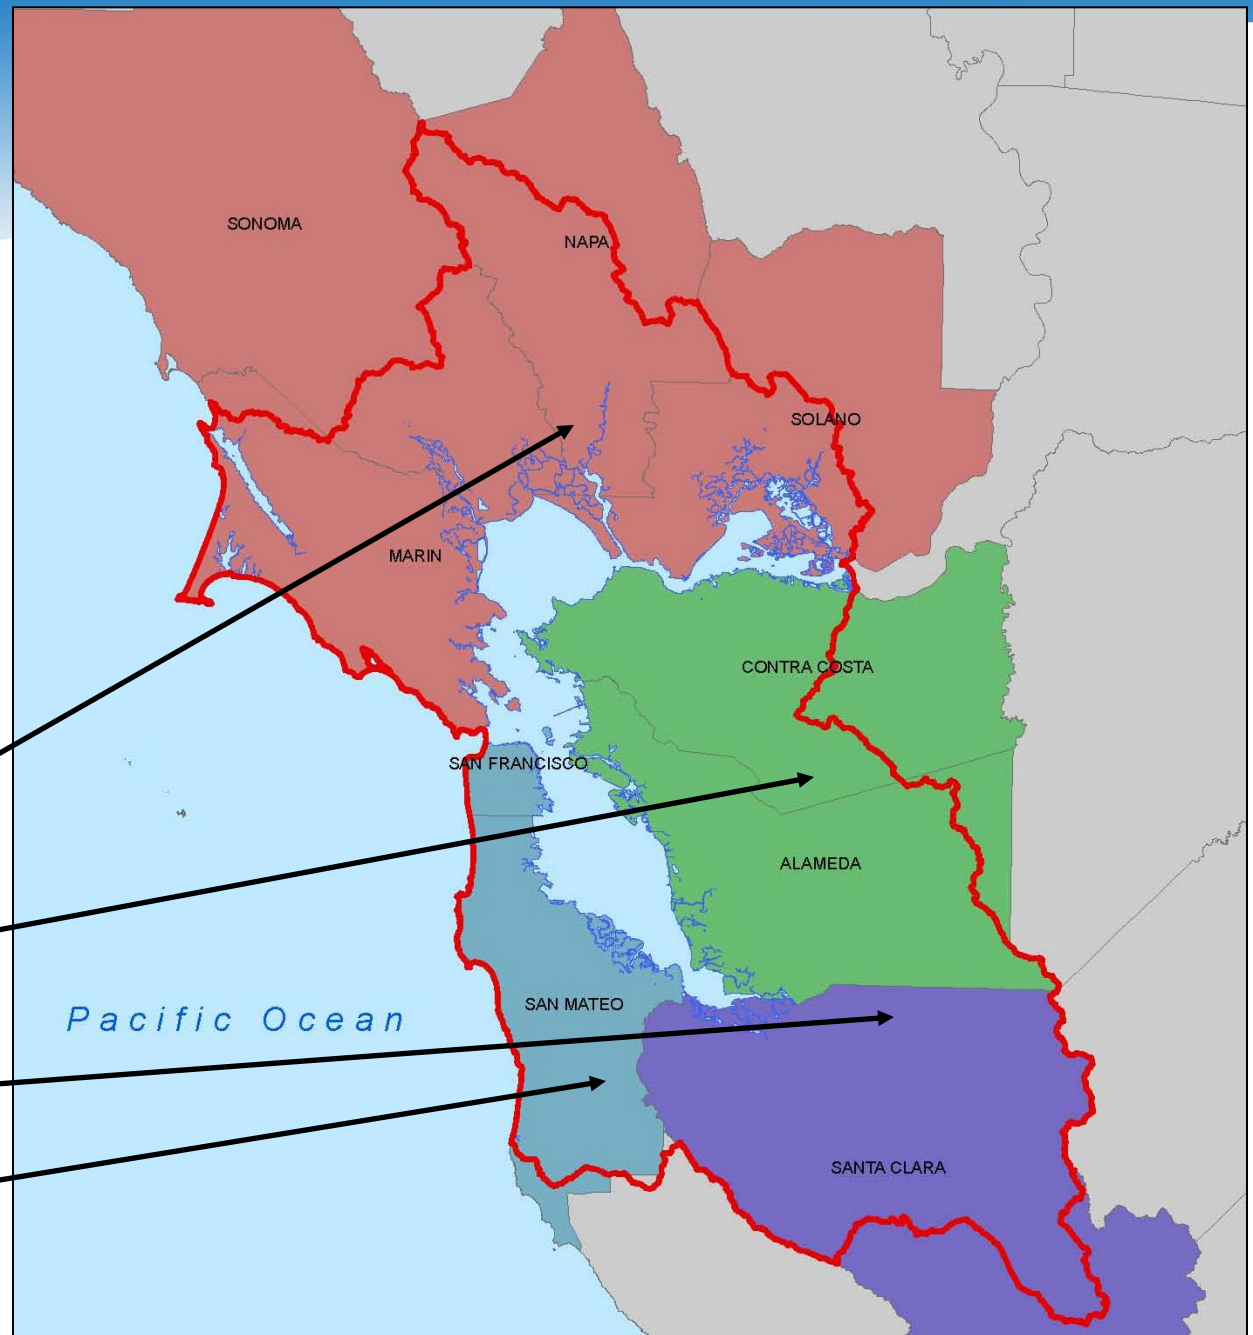 SONOMA
NAPA
SOLANO
MARIN
CONTRA COSTA
SAN FRANCISCO
ALAMEDA
SAN MATEO
Pacific Ocean
SANTA CLARA